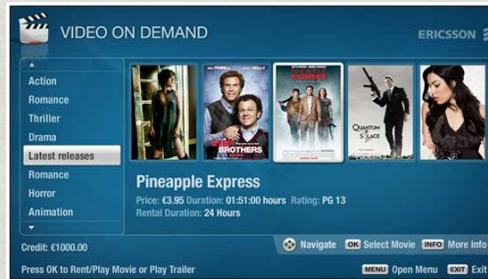 VIDEO ON DEMAND
ERICSSON
Action
Romance
Thriller
Drama
Latest releases
Romance
Horror
Animation
BROTHERS
EXPRESS
QUANTUM
SOLACE
Pineapple Express
Price: €3.95 Duration: 01:51:00 hours Rating: PG 13
Rental Duration: 24 Hours
Credit: €1000.00
Navigate OK Select Movie INFO More Info
Press OK to Rent/Play Movie or Play Trailer
MENU Open Menu EXIT Exit